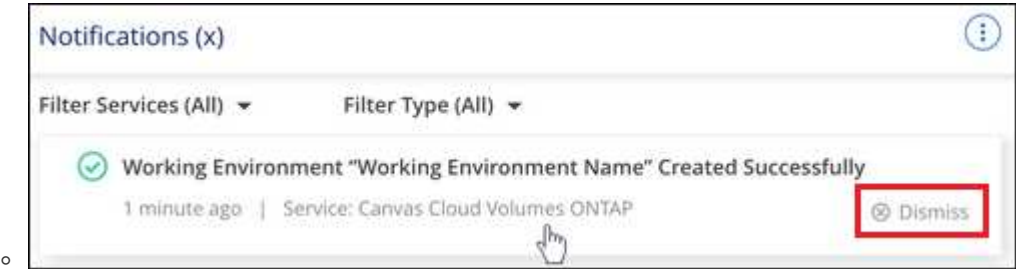 Notifications (x)
Filter Services (All) Filter Type (All)
Working Environment “Working Environment Name” Created Successfully
1 minute ago | Service: Canvas Cloud Volumes ONTAP Dismiss